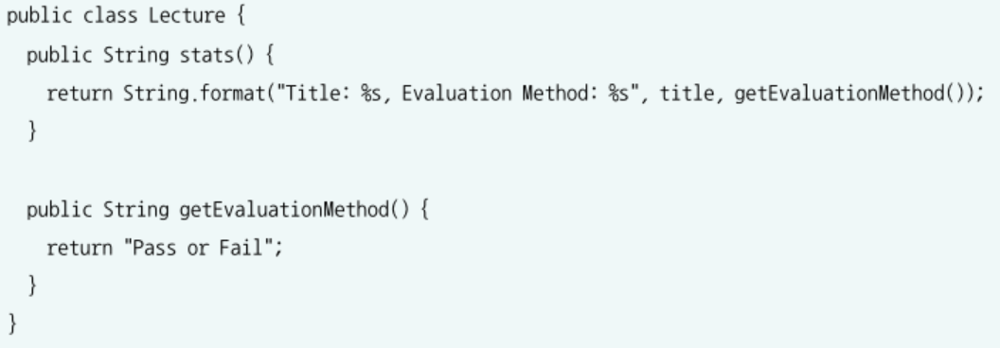 public class Lecture {
  public String stats() {
    return String.format("Title: %s, Evaluation Method: %s", title, getEvaluationMethod());
  }

  public String getEvaluationMethod() {
    return "Pass or Fail";
  }
}